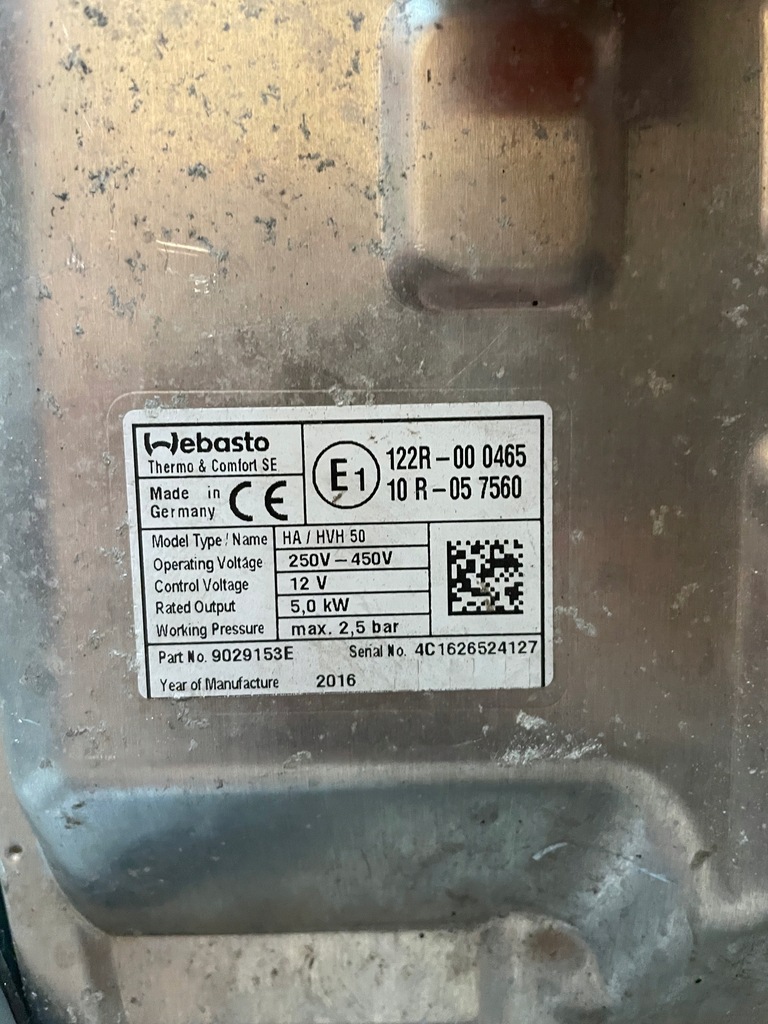 Webasto
Thermo & Comfort SE
Made in
Germany
CE
E1
122R-00 0465
10 R-05 7560
Model Type / Name HA / HVH 50
Operating Voltage 250V-450V
Control Voltage 12 V
Rated Output 5,0 kW
Working Pressure max. 2,5 bar
Part No. 9029153E Serial No. 4C1626524127
Year of Manufacture 2016